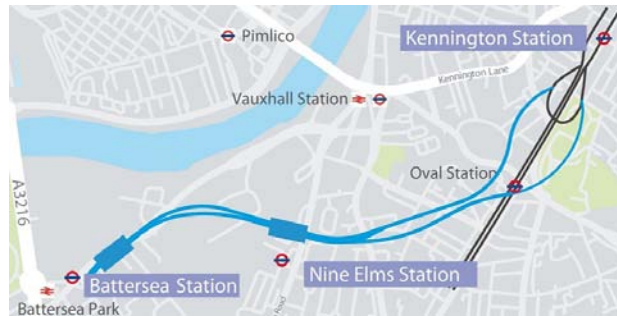 Pimlico
Kennington Station
Kennington Lane
Vauxhall Station
Oval Station
A3216
Battersea Station
Nine Elms Station
Battersea Park